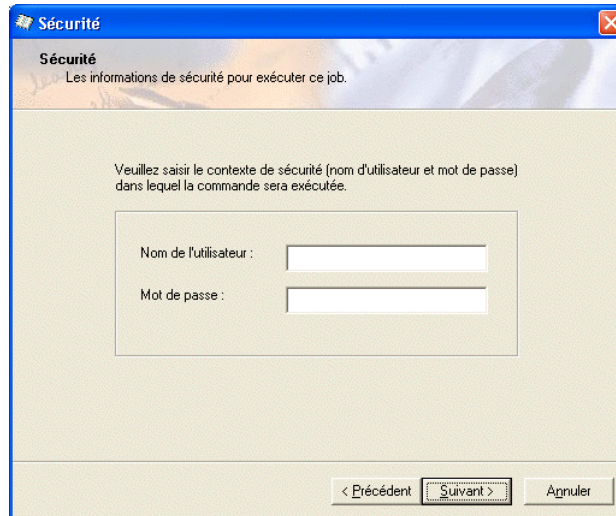 Sécurité
Sécurité
Les informations de sécurité pour exécuter ce job.
Veuillez saisir le contexte de sécurité (nom d'utilisateur et mot de passe)
dans lequel la commande sera exécutée.
Nom de l'utilisateur :
Mot de passe :
< Précédent
Suivant >
Annuler